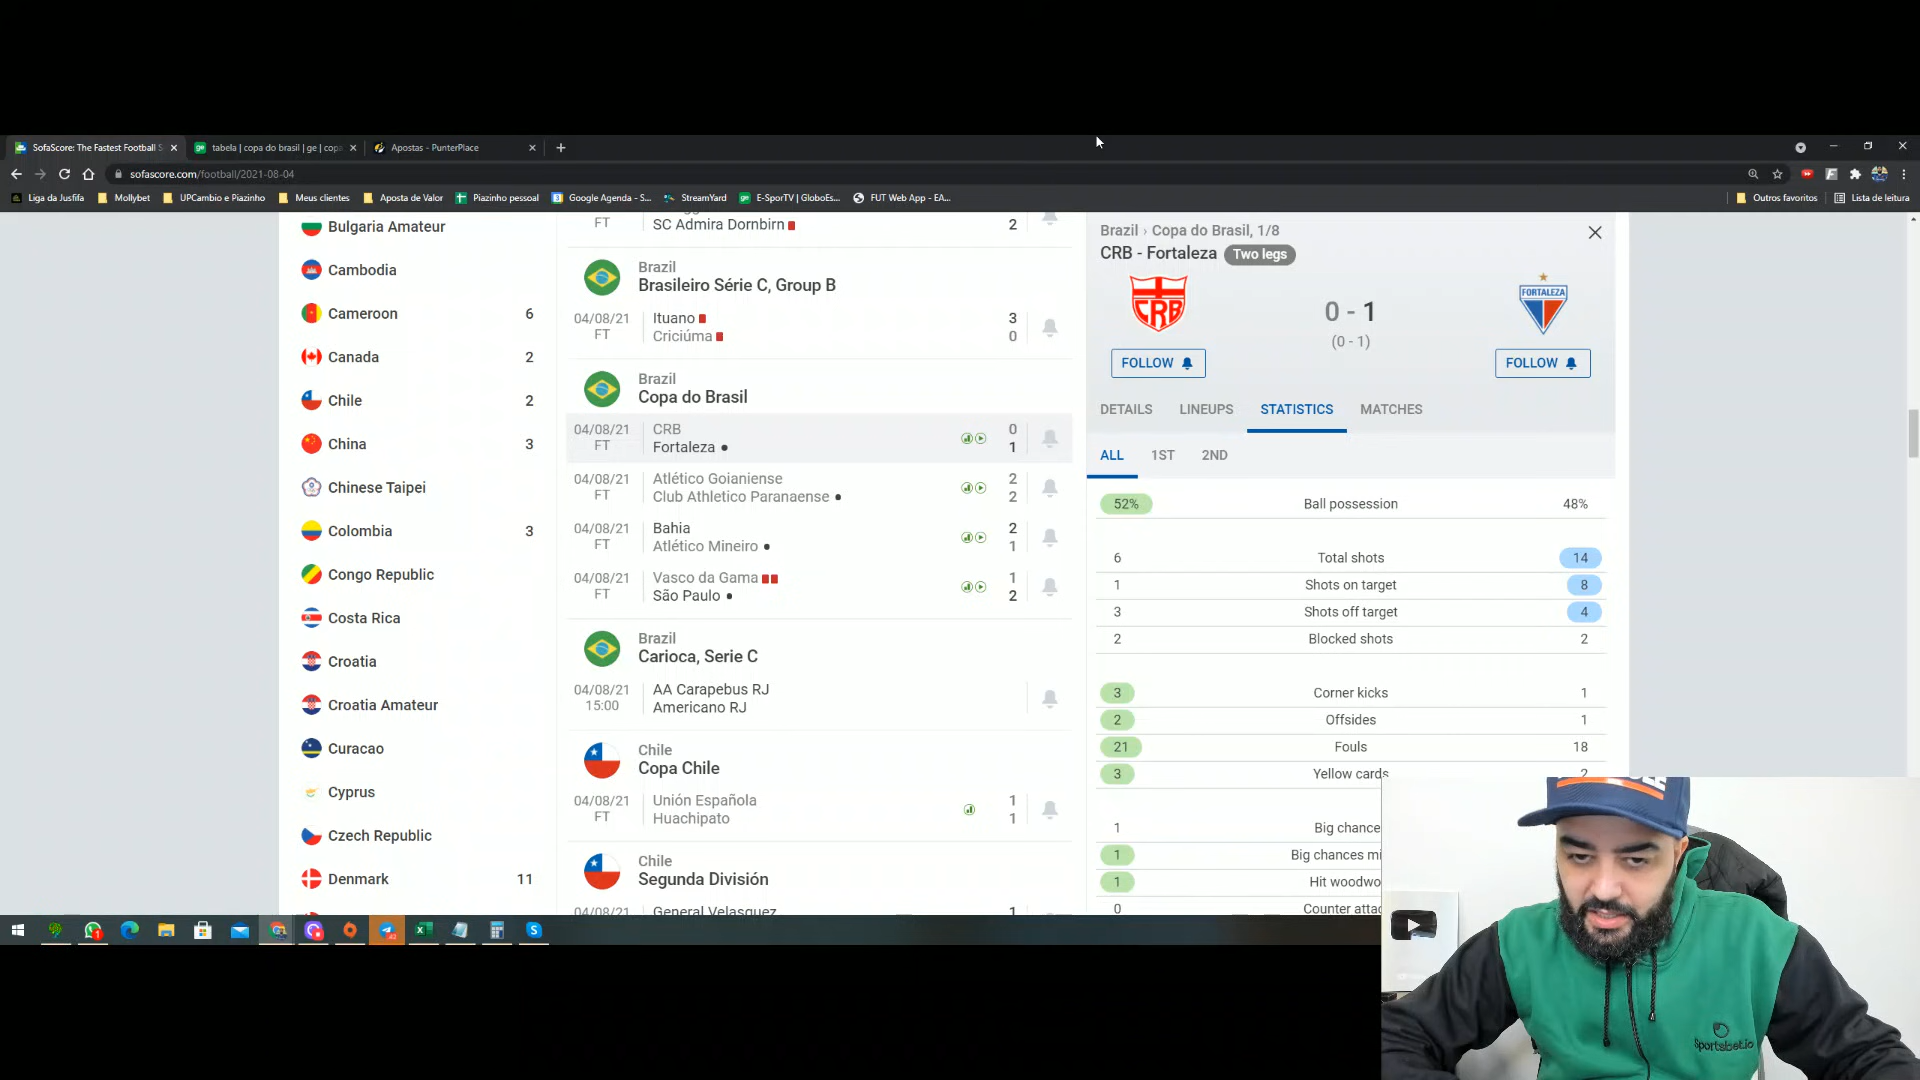 SofaScore: The Fastest Football S
tabela | copa do brasil | ge | copa
Apostas - PunterPlace
sofascore.com/football/2021-08-04
Liga da Jusfifa
Mollybet
UPCambio e Piazinho
Meus clientes
Aposta de Valor
Piazinho pessoal
Google Agenda - S...
StreamYard
E-SporTV | GloboEs...
FUT Web App - EA...
Outros favoritos
Lista de leitura
Bulgaria Amateur
Cambodia
Cameroon 6
Canada 2
Chile 2
China 3
Chinese Taipei
Colombia 3
Congo Republic
Costa Rica
Croatia
Croatia Amateur
Curacao
Cyprus
Czech Republic
Denmark 11
FT SC Admira Dornbirn 2
Brazil
Brasileiro Série C, Group B
04/08/21 Ituano 3
FT Criciúma 0
Brazil
Copa do Brasil
04/08/21 CRB 0
FT Fortaleza 1
04/08/21 Atlético Goianiense 2
FT Club Athletico Paranaense 2
04/08/21 Bahia 2
FT Atlético Mineiro 1
04/08/21 Vasco da Gama 1
FT São Paulo 2
Brazil
Carioca, Serie C
04/08/21 AA Carapebus RJ
15:00 Americano RJ
Chile
Copa Chile
04/08/21 Unión Española 1
FT Huachipato 1
Chile
Segunda División
04/08/21 General Velasquez 1
Brazil › Copa do Brasil, 1/8
CRB - Fortaleza Two legs
CRB
FORTALEZA
0 - 1
(0 - 1)
FOLLOW
FOLLOW
DETAILS LINEUPS STATISTICS MATCHES
ALL 1ST 2ND
52% Ball possession 48%
6 Total shots 14
1 Shots on target 8
3 Shots off target 4
2 Blocked shots 2
3 Corner kicks 1
2 Offsides 1
21 Fouls 18
3 Yellow cards 2
1 Big chance
1 Big chances mi
1 Hit woodwo
0 Counter attac
Sportsbet.io